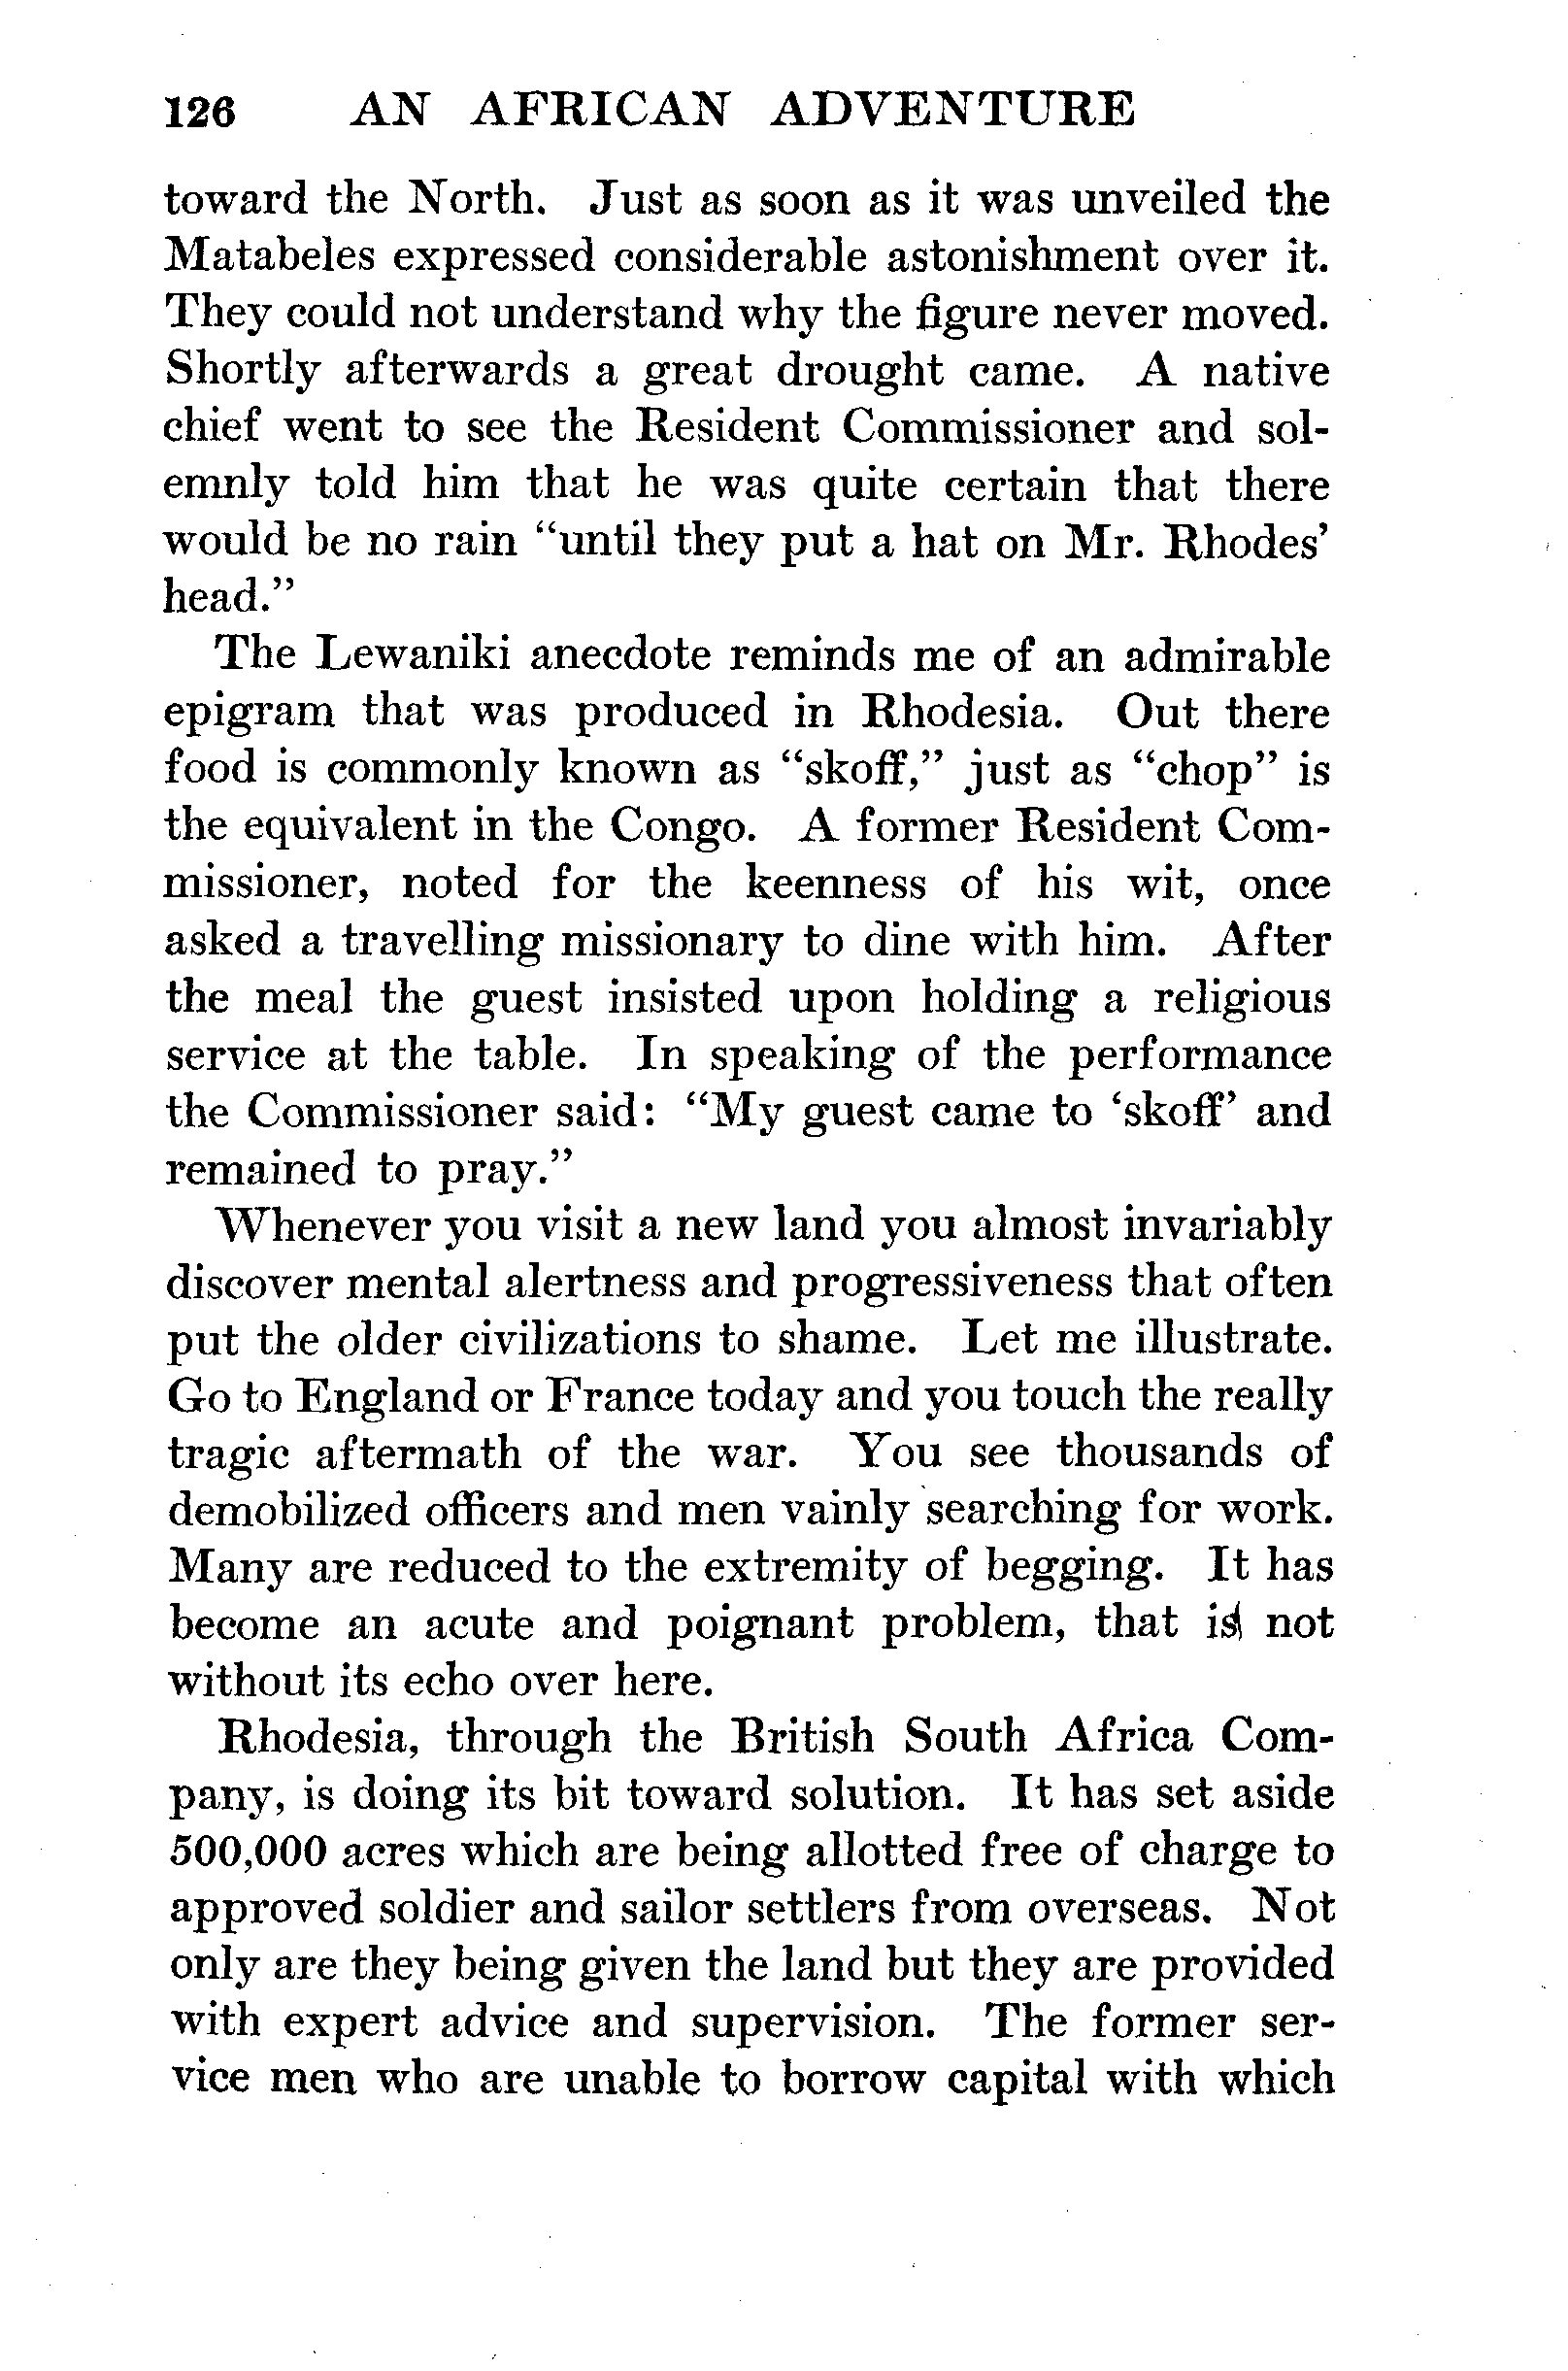 126 AN AFRICAN ADVENTURE
toward the North. Just as soon as it was unveiled the
Matabeles expressed considerable astonishment over it.
They could not understand why the figure never moved.
Shortly afterwards a great drought came. A native
chief went to see the Resident Commissioner and sol-
emnly told him that he was quite certain that there
would be no rain “until they put a hat on Mr. Rhodes’
head.”
The Lewaniki anecdote reminds me of an admirable
epigram that was produced in Rhodesia. Out there
food is commonly known as “skoff,” just as “chop” is
the equivalent in the Congo. A former Resident Com-
missioner, noted for the keenness of his wit, once
asked a travelling missionary to dine with him. After
the meal the guest insisted upon holding a religious
service at the table. In speaking of the performance
the Commissioner said: “My guest came to ‘skoff’ and
remained to pray.”
Whenever you visit a new land you almost invariably
discover mental alertness and progressiveness that often
put the older civilizations to shame. Let me illustrate.
Go to England or France today and you touch the really
tragic aftermath of the war. You see thousands of
demobilized officers and men vainly searching for work.
Many are reduced to the extremity of begging. It has
become an acute and poignant problem, that is not
without its echo over here.
Rhodesia, through the British South Africa Com-
pany, is doing its bit toward solution. It has set aside
500,000 acres which are being allotted free of charge to
approved soldier and sailor settlers from overseas. Not
only are they being given the land but they are provided
with expert advice and supervision. The former ser-
vice men who are unable to borrow capital with which